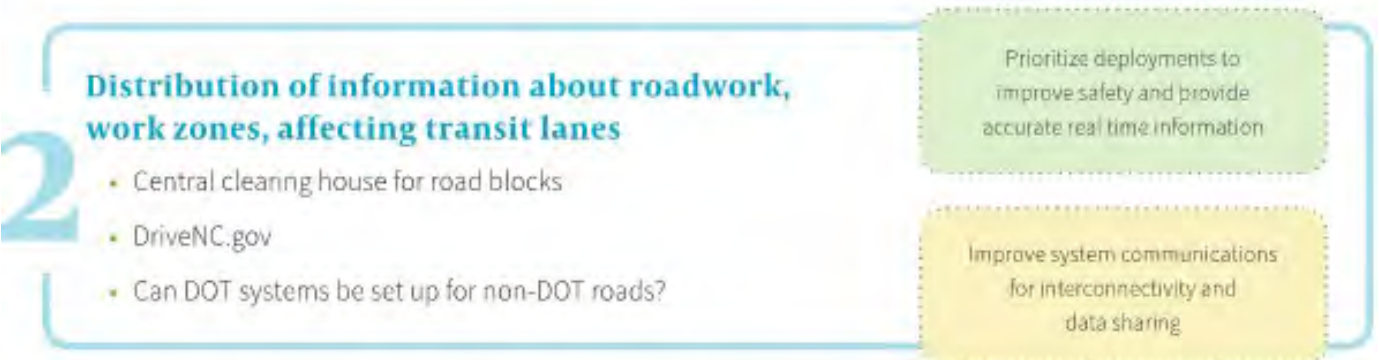 2
Distribution of information about roadwork,
work zones, affecting transit lanes
• Central clearing house for road blocks
• DriveNC.gov
• Can DOT systems be set up for non-DOT roads?
Prioritize deployments to
improve safety and provide
accurate real time information
Improve system communications
for interconnectivity and
data sharing